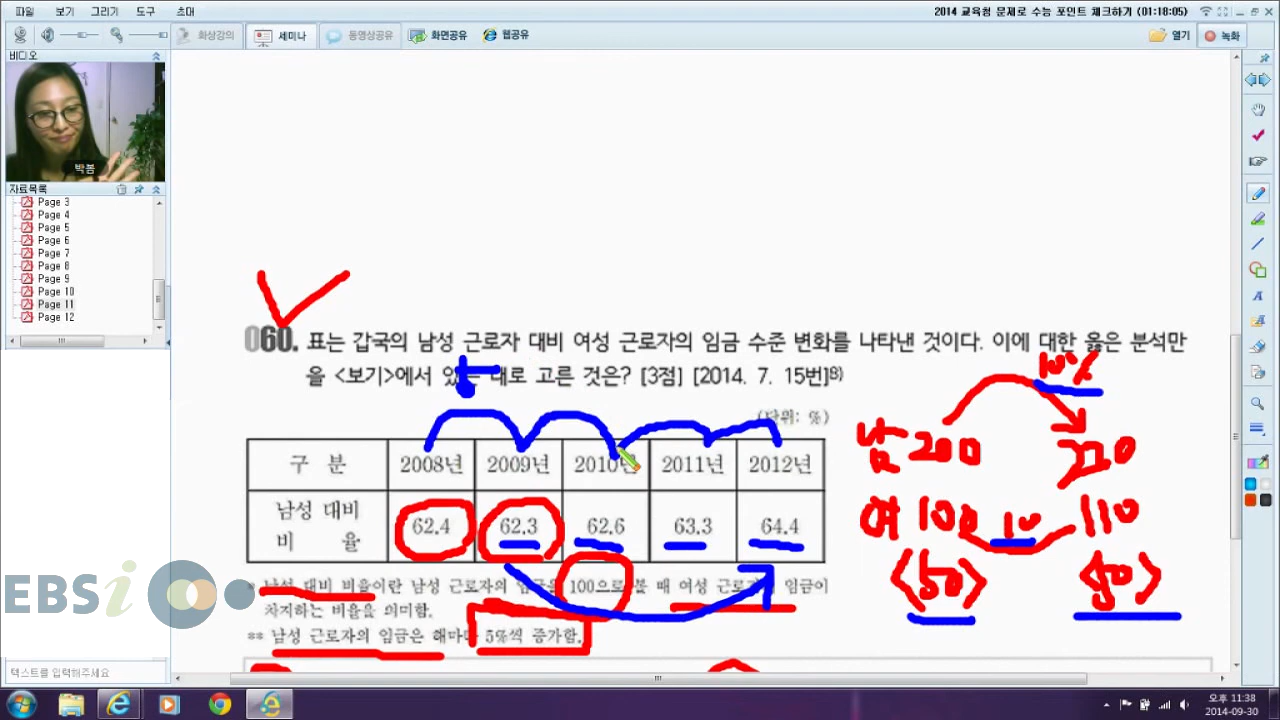 파일 보기 그리기 도구 초대
2014 교육청 문제로 수능 포인트 체크하기 (01:18:05)
화상강의 세미나 동영상공유 화면공유 웹공유 열기 녹화
비디오
박봄
자료목록
Page 3
Page 4
Page 5
Page 6
Page 7
Page 8
Page 9
Page 10
Page 11
Page 12
060. 표는 갑국의 남성 근로자 대비 여성 근로자의 임금 수준 변화를 나타낸 것이다. 이에 대한 옳은 분석만
을 <보기>에서 있는 대로 고른 것은? [3점] [2014. 7. 15번]8)
(단위: %)
구 분 2008년 2009년 2010년 2011년 2012년
남성 대비
비 율 62.4 62.3 62.6 63.3 64.4
* 남성 대비 비율이란 남성 근로자의 임금을 100으로 볼 때 여성 근로자의 임금이
차지하는 비율을 의미함.
** 남성 근로자의 임금은 해마다 5%씩 증가함.
10%
남 200 220
여 100 10 110
<50> <50>
EBSi
텍스트를 입력해주세요
오후 11:38
2014-09-30